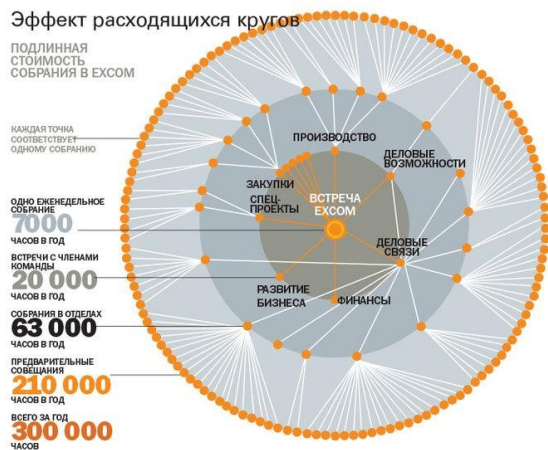 Эффект расходящихся кругов
ПОДЛИННАЯ
СТОИМОСТЬ
СОБРАНИЯ В EXCOM
КАЖДАЯ ТОЧКА
СООТВЕТСТВУЕТ
ОДНОМУ СОБРАНИЮ
ПРОИЗВОДСТВО
ДЕЛОВЫЕ
ВОЗМОЖНОСТИ
ЗАКУПКИ
СПЕЦ-
ПРОЕКТЫ
ВСТРЕЧА
EXCOM
ДЕЛОВЫЕ
СВЯЗИ
РАЗВИТИЕ
БИЗНЕСА
ФИНАНСЫ
ОДНО ЕЖЕНЕДЕЛЬНОЕ
СОБРАНИЕ
7000
ЧАСОВ В ГОД
ВСТРЕЧИ С ЧЛЕНАМИ
КОМАНДЫ
20 000
ЧАСОВ В ГОД
СОБРАНИЯ В ОТДЕЛАХ
63 000
ЧАСОВ В ГОД
ПРЕДВАРИТЕЛЬНЫЕ
СОВЕЩАНИЯ
210 000
ЧАСОВ В ГОД
ВСЕГО ЗА ГОД
300 000
ЧАСОВ